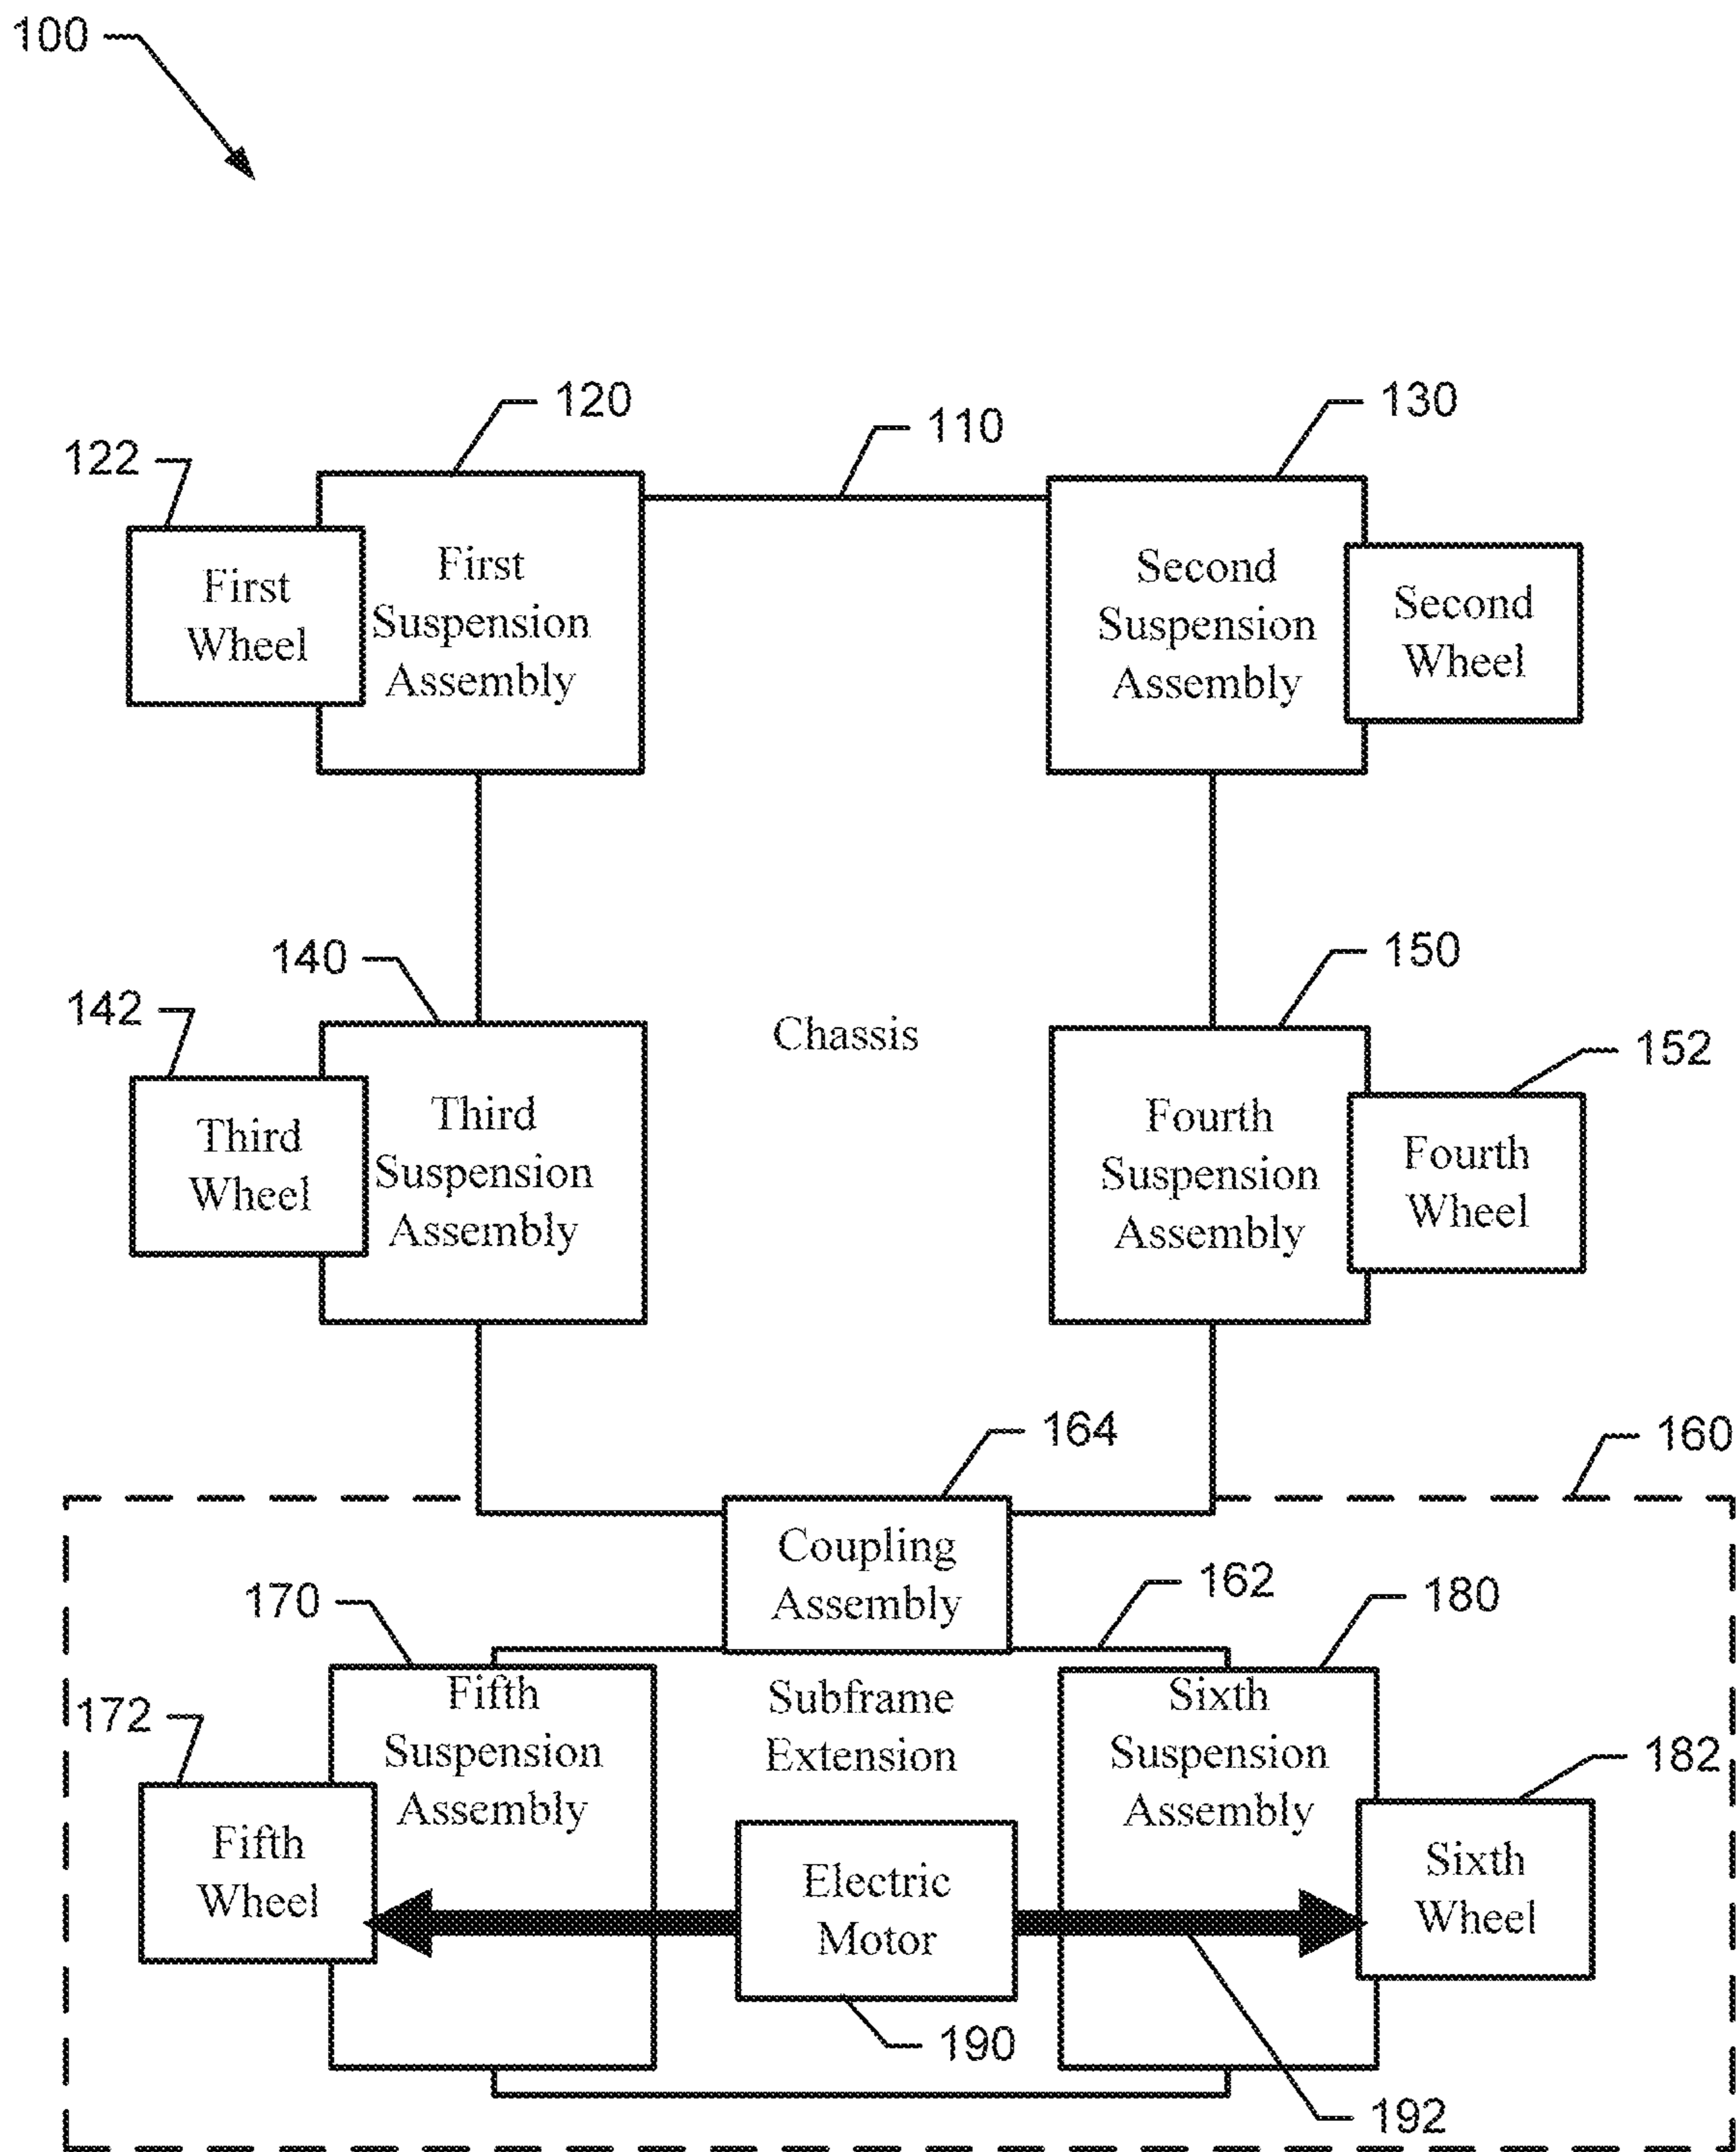 100
120
110
130
122
First
Wheel
First
Suspension
Assembly
Second
Suspension
Assembly
Second
Wheel
140
150
142
152
Chassis
Third
Wheel
Third
Suspension
Assembly
Fourth
Suspension
Assembly
Fourth
Wheel
164
160
Coupling
Assembly
170
162
180
172
Fifth
Suspension
Assembly
Subframe
Extension
Sixth
Suspension
Assembly
182
Fifth
Wheel
Electric
Motor
Sixth
Wheel
190
192